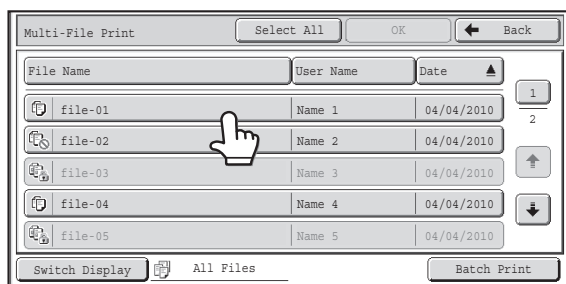 Multi-File Print Select All OK Back
File Name User Name Date
file-01 Name 1 04/04/2010
1
2
file-02 Name 2 04/04/2010
file-03 Name 3 04/04/2010
file-04 Name 4 04/04/2010
file-05 Name 5 04/04/2010
Switch Display All Files Batch Print